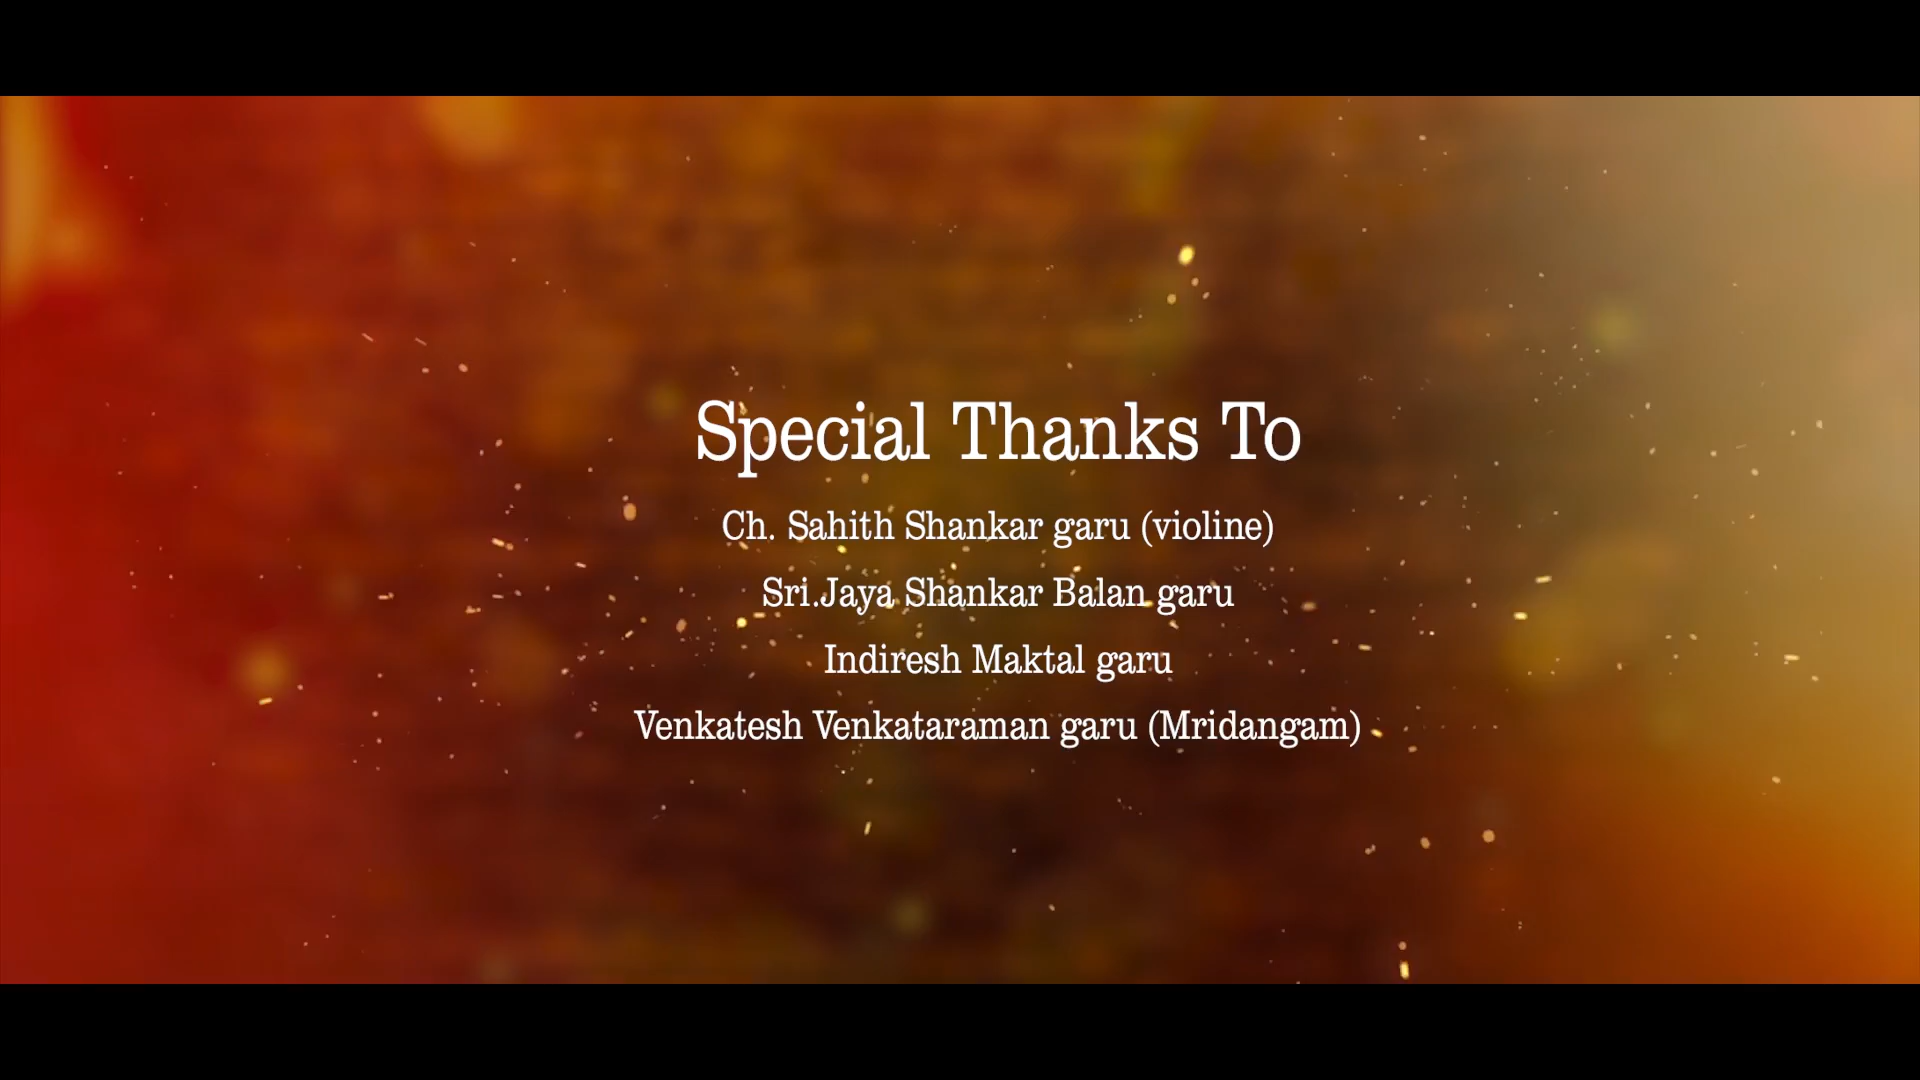 Special Thanks To
Ch. Sahith Shankar garu (violine)
Sri.Jaya Shankar Balan garu
Indiresh Maktal garu
Venkatesh Venkataraman garu (Mridangam)